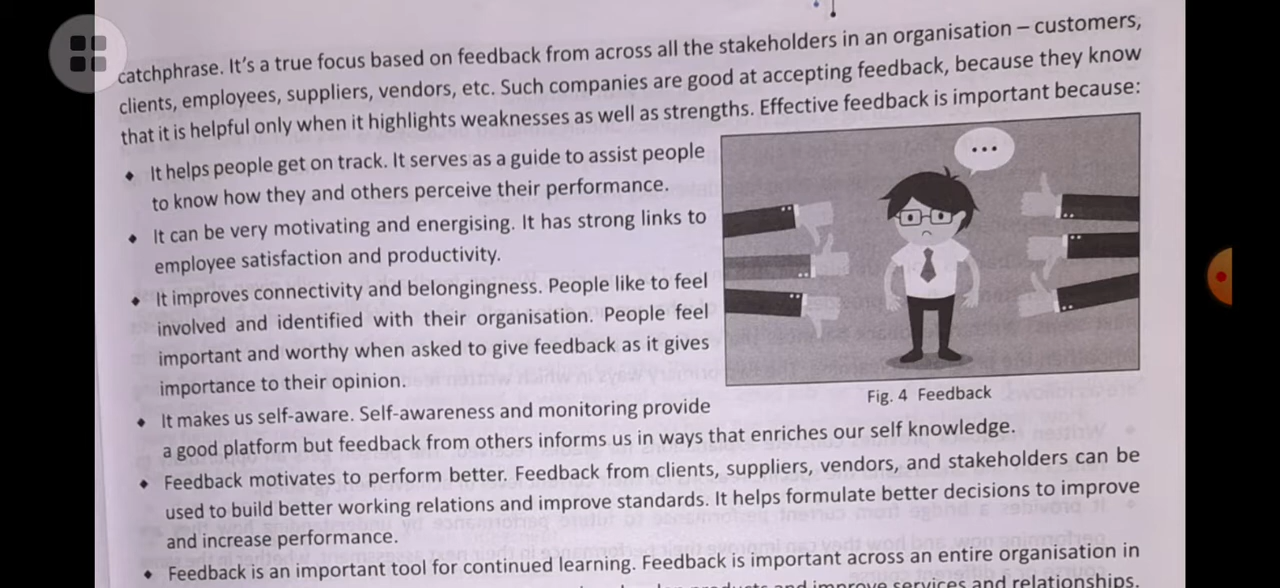 catchphrase. It's a true focus based on feedback from across all the stakeholders in an organisation – customers,
clients, employees, suppliers, vendors, etc. Such companies are good at accepting feedback, because they know
that it is helpful only when it highlights weaknesses as well as strengths. Effective feedback is important because:
• It helps people get on track. It serves as a guide to assist people
to know how they and others perceive their performance.
• It can be very motivating and energising. It has strong links to
employee satisfaction and productivity.
• It improves connectivity and belongingness. People like to feel
involved and identified with their organisation. People feel
important and worthy when asked to give feedback as it gives
importance to their opinion.
Fig. 4 Feedback
• It makes us self-aware. Self-awareness and monitoring provide
a good platform but feedback from others informs us in ways that enriches our self knowledge.
• Feedback motivates to perform better. Feedback from clients, suppliers, vendors, and stakeholders can be
used to build better working relations and improve standards. It helps formulate better decisions to improve
and increase performance.
• Feedback is an important tool for continued learning. Feedback is important across an entire organisation in
and improve services and relationships.